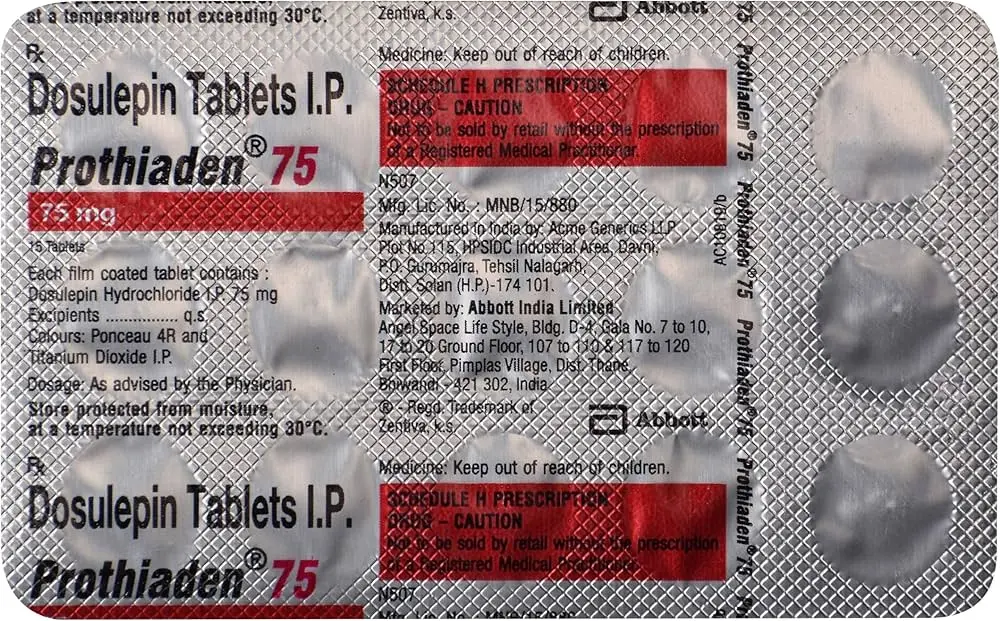 at a temperature not exceeding 30°C.
Rx
Dosulepin Tablets I.P.
Prothiaden® 75
75 mg
15 Tablets
Each film coated tablet contains :
Dosulepin Hydrochloride I.P. 75 mg
Excipients ................ q.s.
Colours: Ponceau 4R and
Titanium Dioxide I.P.
Dosage: As advised by the Physician.
Store protected from moisture,
at a temperature not exceeding 30°C.
Rx
Dosulepin Tablets I.P.
Prothiaden® 75
Zentiva, k.s.
Abbott
Medicine: Keep out of reach of children.
SCHEDULE H PRESCRIPTION
DRUG – CAUTION
Not to be sold by retail without the prescription
of a Registered Medical Practitioner.
N507
Mfg. Lic. No. : MNB/15/880
Manufactured in India by: Acme Generics LLP
Plot No. 115, HPSIDC Industrial Area, Davni,
P.O. Gurumajra, Tehsil Nalagarh,
Distt. Solan (H.P.)-174 101.
Marketed by: Abbott India Limited
Angel Space Life Style, Bldg. D-4, Gala No. 7 to 10,
17 to 20 Ground Floor, 107 to 110 & 117 to 120
First Floor, Pimplas Village, Dist. Thane,
Bhiwandi - 421 302, India.
® - Regd. Trademark of
Zentiva, k.s.
Abbott
Medicine: Keep out of reach of children.
SCHEDULE H PRESCRIPTION
DRUG – CAUTION
Not to be sold by retail without the prescription
of a Registered Medical Practitioner.
N507
Mfg. Lic. No. : MNB/15/880
75
Prothiaden® 75
Prothiaden® 75
Prothiaden® 75
Prothiaden® 75